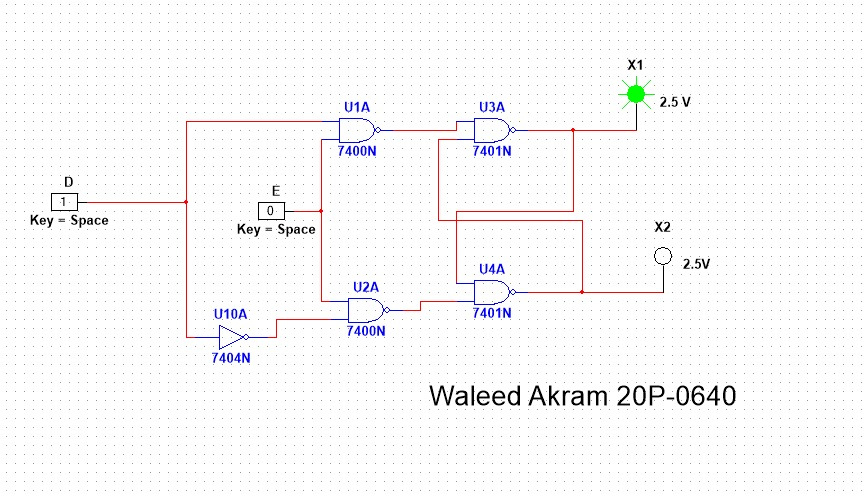 X1
2.5 V
U1A
7400N
U3A
7401N
D
1
Key = Space
E
0
Key = Space
X2
2.5V
U4A
7401N
U2A
7400N
U10A
7404N
Waleed Akram 20P-0640